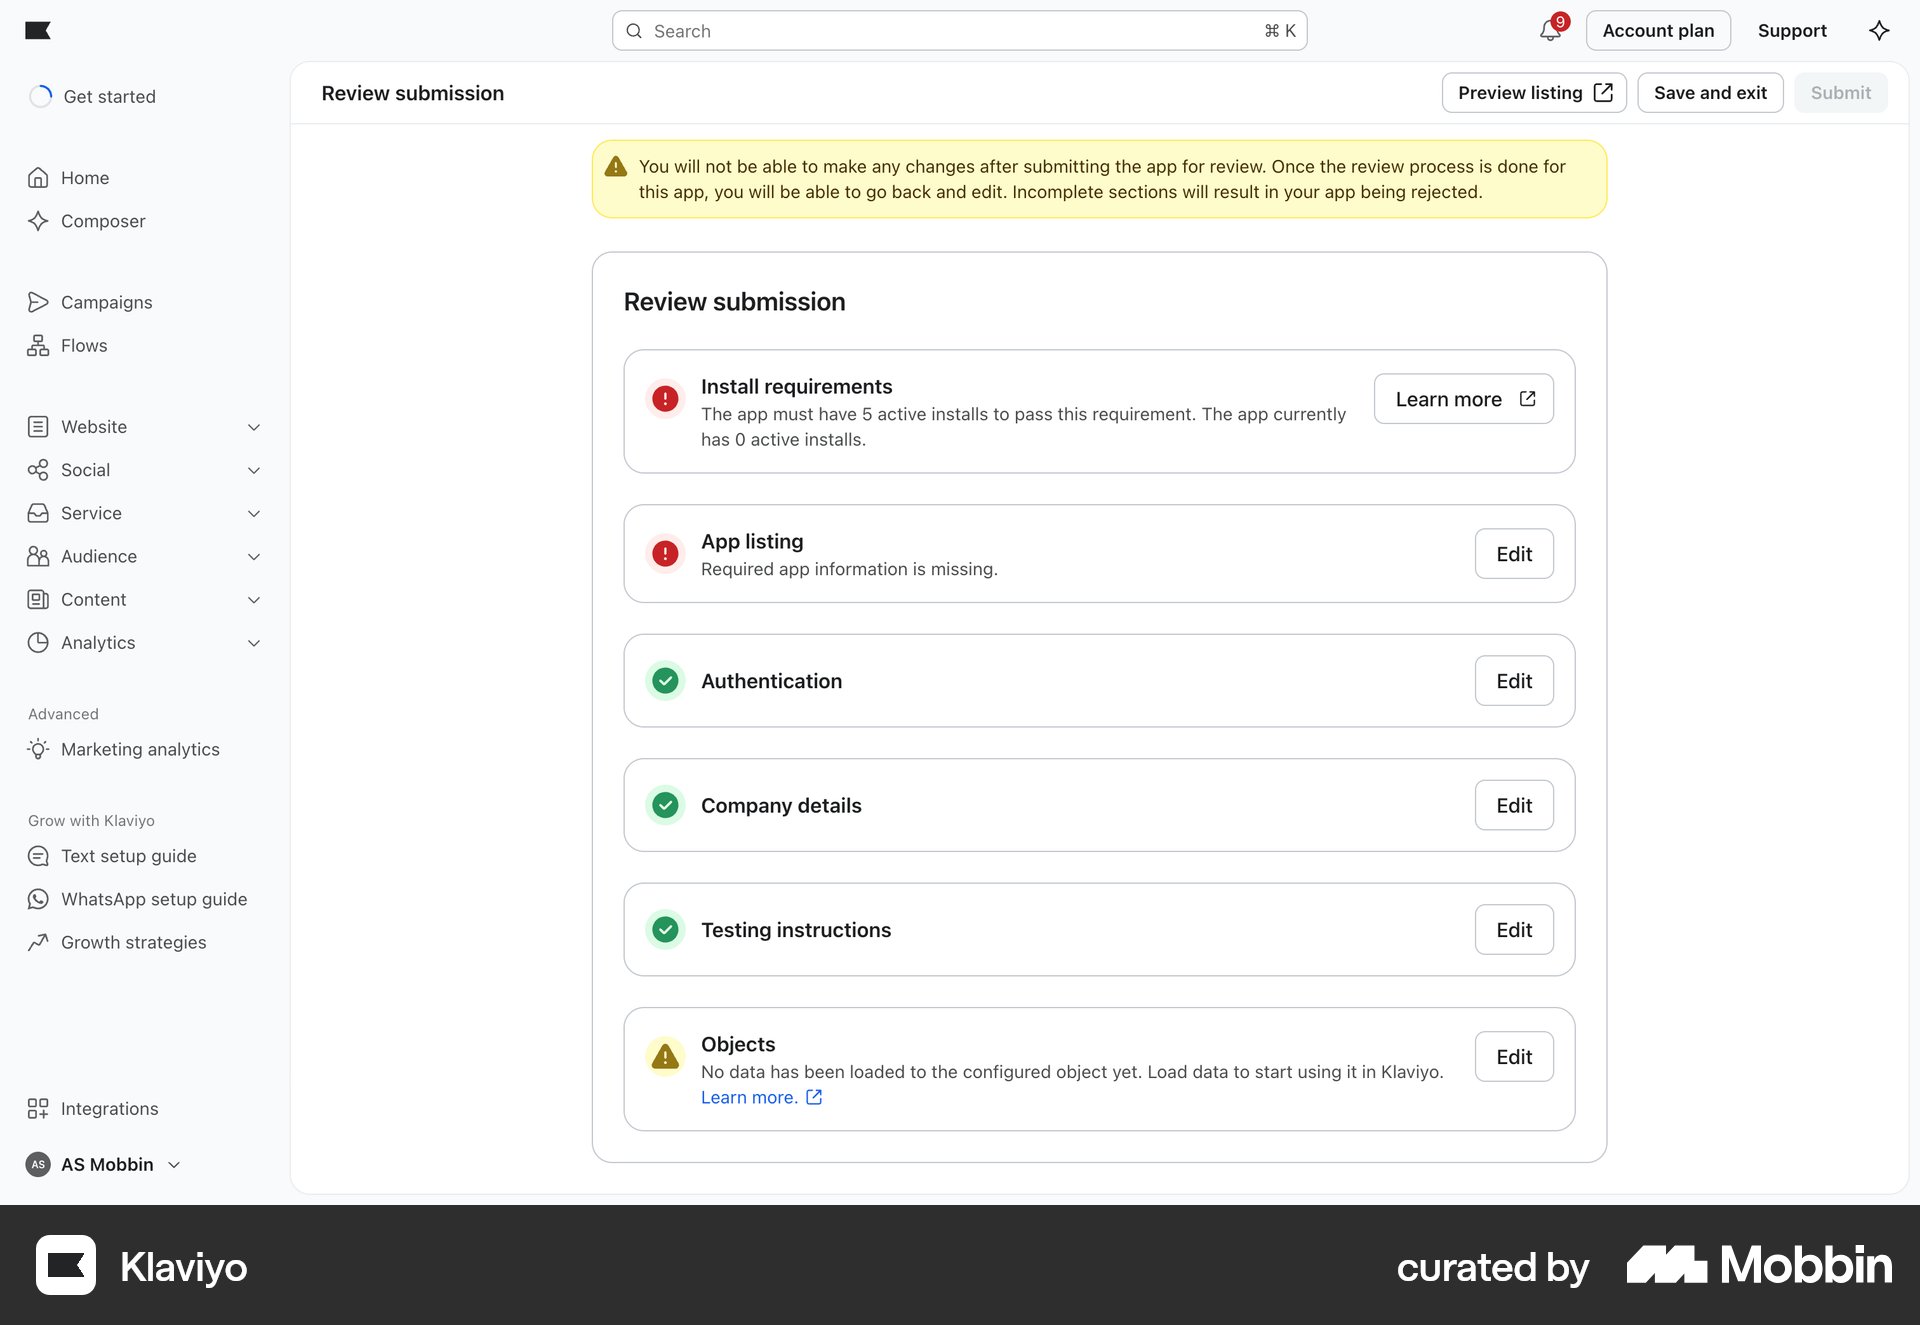 Search
⌘ K
9
Account plan
Support
Get started
Home
Composer
Campaigns
Flows
Website
Social
Service
Audience
Content
Analytics
Advanced
Marketing analytics
Grow with Klaviyo
Text setup guide
WhatsApp setup guide
Growth strategies
Integrations
AS
AS Mobbin
Review submission
Preview listing
Save and exit
Submit
You will not be able to make any changes after submitting the app for review. Once the review process is done for
this app, you will be able to go back and edit. Incomplete sections will result in your app being rejected.
Review submission
Install requirements
The app must have 5 active installs to pass this requirement. The app currently
has 0 active installs.
Learn more
App listing
Required app information is missing.
Edit
Authentication
Edit
Company details
Edit
Testing instructions
Edit
Objects
No data has been loaded to the configured object yet. Load data to start using it in Klaviyo.
Learn more.
Edit
Klaviyo
curated by
Mobbin